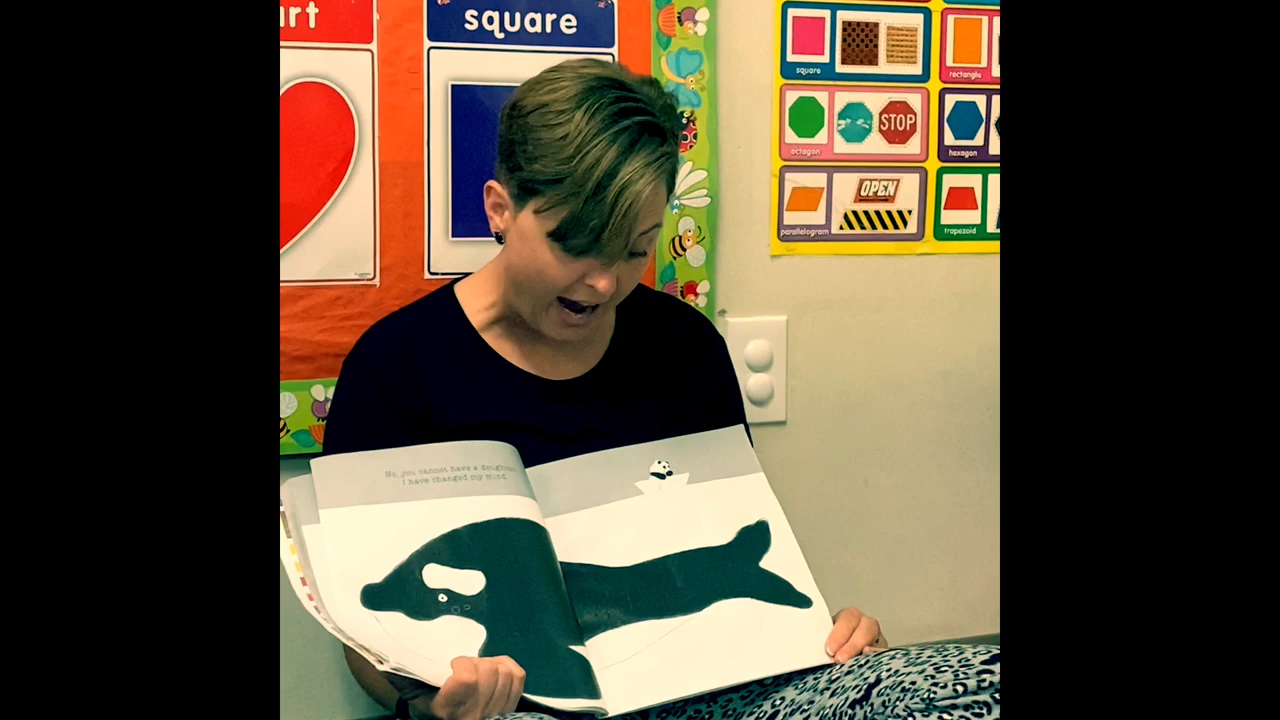 art
square
square
rectangle
octagon
STOP
hexagon
OPEN
parallelogram
trapezoid
No, you cannot have a doughnut.
I have changed my mind.